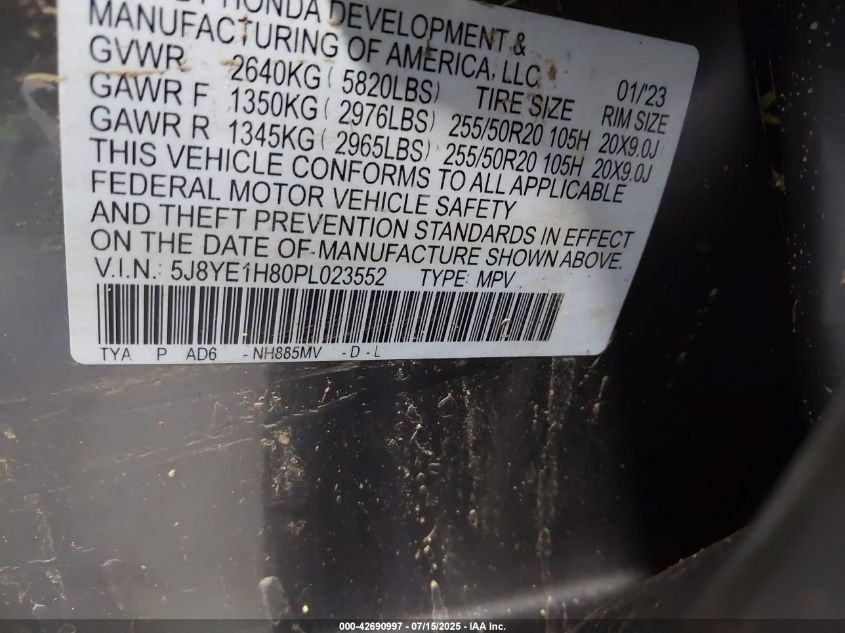 HONDA DEVELOPMENT &
MANUFACTURING OF AMERICA, LLC
GVWR 2640KG ( 5820LBS) TIRE SIZE 01/'23 RIM SIZE
GAWR F 1350KG ( 2976LBS) 255/50R20 105H 20X9.0J
GAWR R 1345KG ( 2965LBS) 255/50R20 105H 20X9.0J
THIS VEHICLE CONFORMS TO ALL APPLICABLE
FEDERAL MOTOR VEHICLE SAFETY
AND THEFT PREVENTION STANDARDS IN EFFECT
ON THE DATE OF MANUFACTURE SHOWN ABOVE.
V.I.N.: 5J8YE1H80PL023552 TYPE: MPV
TYA P AD6 - NH885MV - D - L
000-42690997 - 07/15/2025 - IAA Inc.